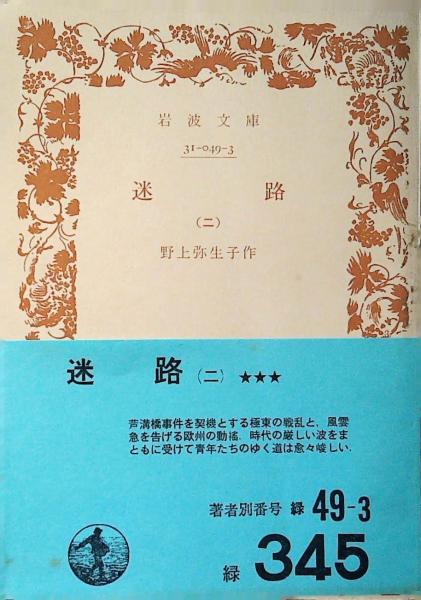 岩波文庫
31-049-3
迷路
(二)
野上弥生子作
迷路(二)★★★
芦溝橋事件を契機とする極東の戦乱と、風雲
急を告げる欧州の動揺。時代の厳しい波をま
ともに受けて青年たちのゆく道は愈々峻しい。
著者別番号 緑 49-3
緑 345